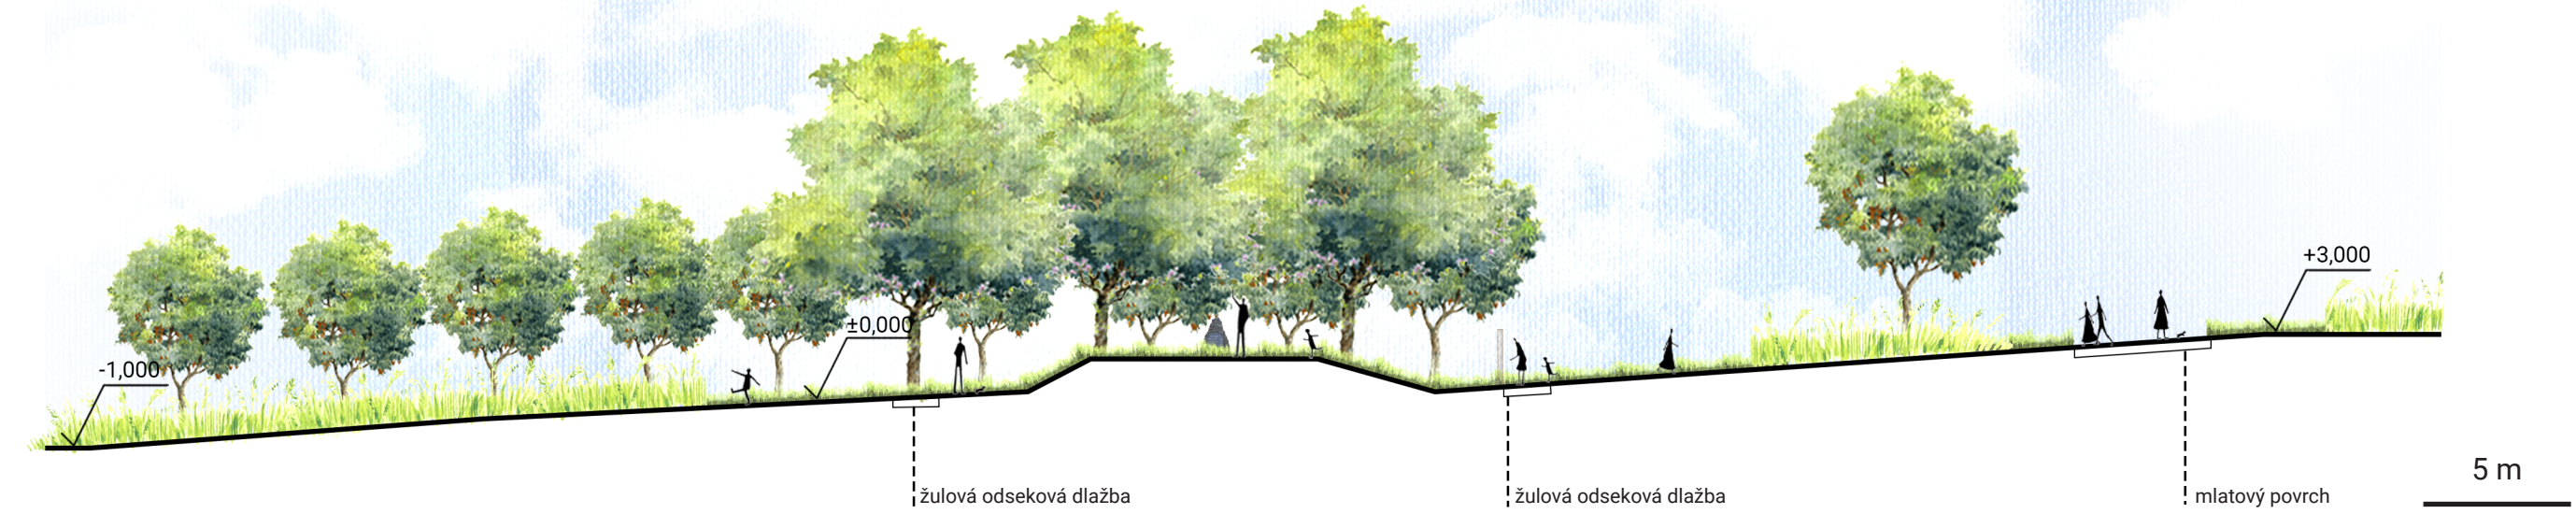 -1,000
±0,000
+3,000
žulová odseková dlažba
žulová odseková dlažba
mlatový povrch
5 m